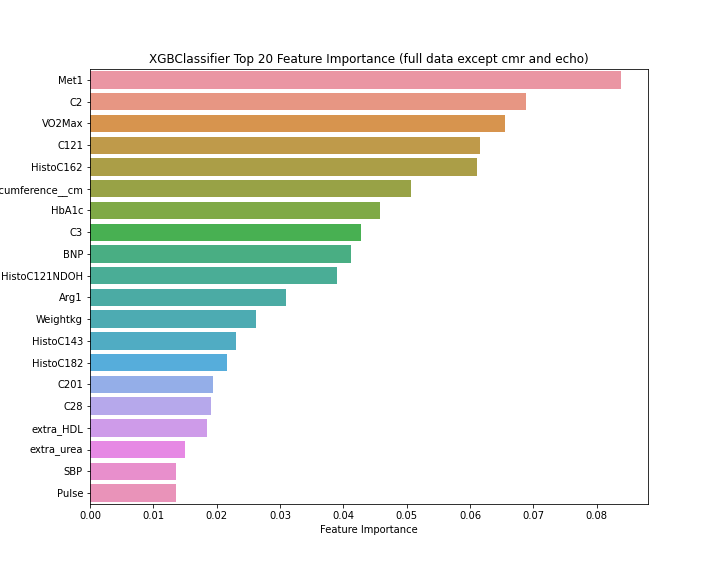 XGBClassifier Top 20 Feature Importance (full data except cmr and echo)
Met1
C2
VO2Max
C121
HistoC162
cumference__cm
HbA1c
C3
BNP
HistoC121NDOH
Arg1
Weightkg
HistoC143
HistoC182
C201
C28
extra_HDL
extra_urea
SBP
Pulse
0.00 0.01 0.02 0.03 0.04 0.05 0.06 0.07 0.08
Feature Importance